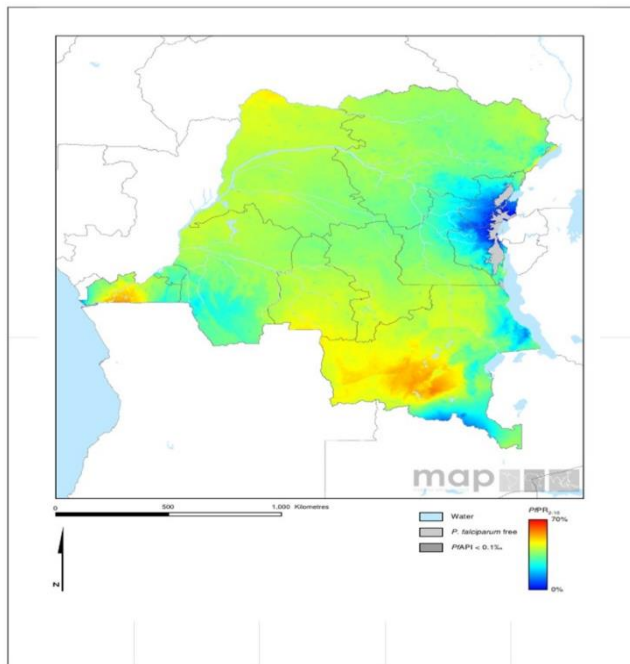 map
0 500 1,000 Kilometres
N
Water
P. falciparum free
PfAPI < 0.1‰
PfPR2-10
70%
0%